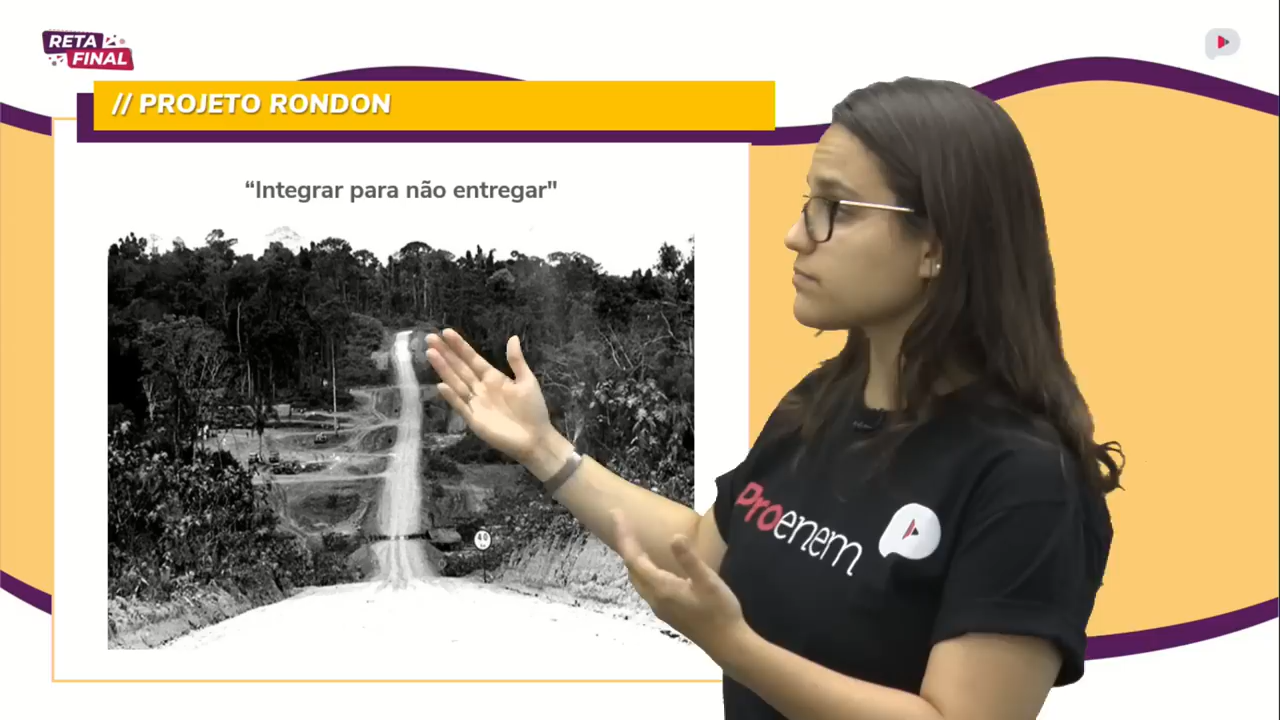 RETA
FINAL
// PROJETO RONDON
“Integrar para não entregar"
Proenem